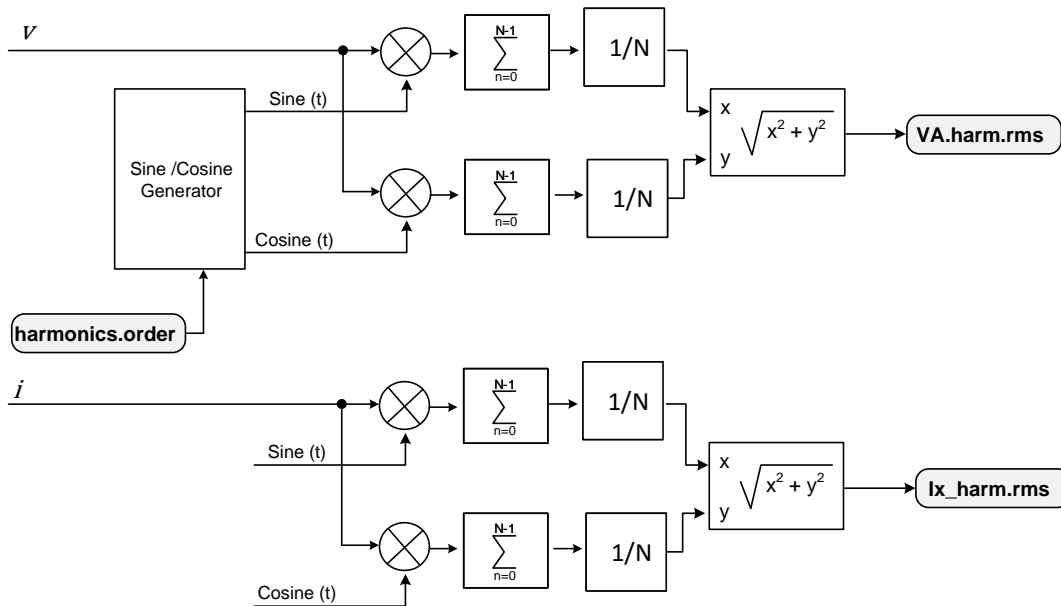 v
N-1
∑
n=0
1/N
Sine (t)
x
√x² + y²
y
VA.harm.rms
Sine /Cosine
Generator
N-1
∑
n=0
1/N
Cosine (t)
harmonics.order
i
N-1
∑
n=0
1/N
Sine (t)
x
√x² + y²
y
Ix_harm.rms
N-1
∑
n=0
1/N
Cosine (t)